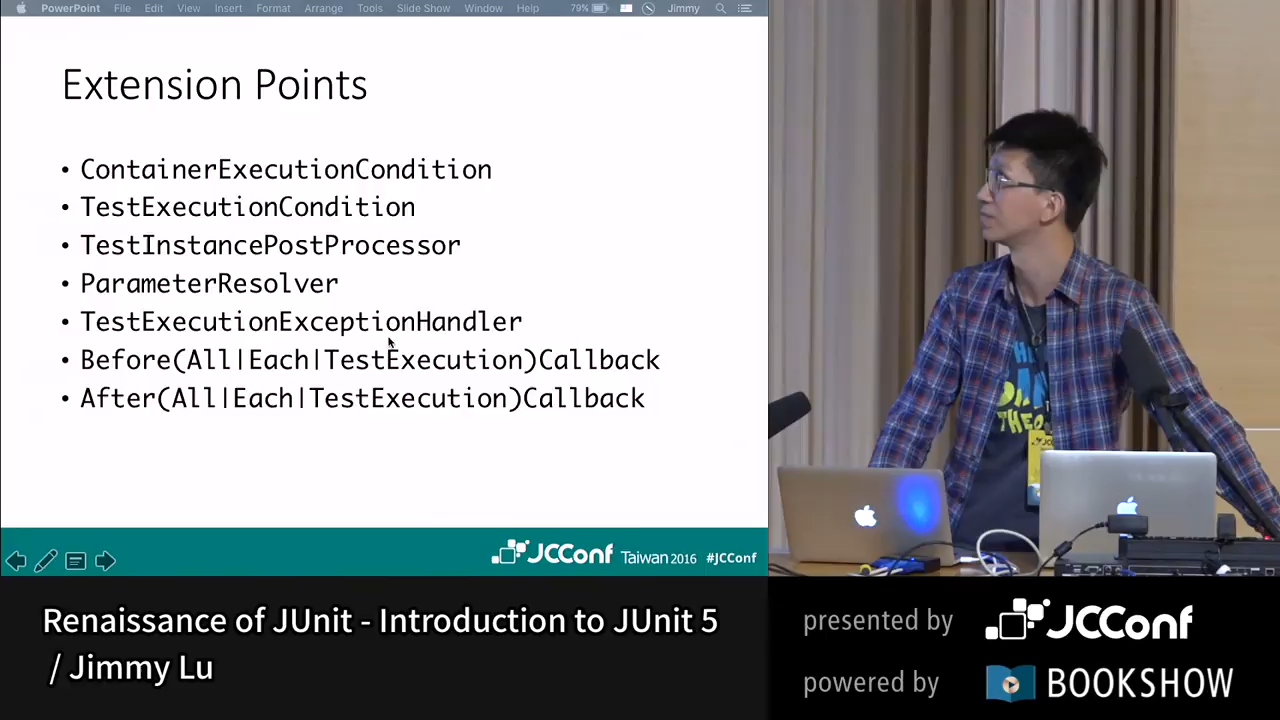 PowerPoint File Edit View Insert Format Arrange Tools Slide Show Window Help 79% Jimmy
Extension Points
• ContainerExecutionCondition
• TestExecutionCondition
• TestInstancePostProcessor
• ParameterResolver
• TestExecutionExceptionHandler
• Before(All|Each|TestExecution)Callback
• After(All|Each|TestExecution)Callback
JCConf Taiwan 2016 #JCConf
Renaissance of JUnit - Introduction to JUnit 5
/ Jimmy Lu
presented by JCConf
powered by BOOKSHOW